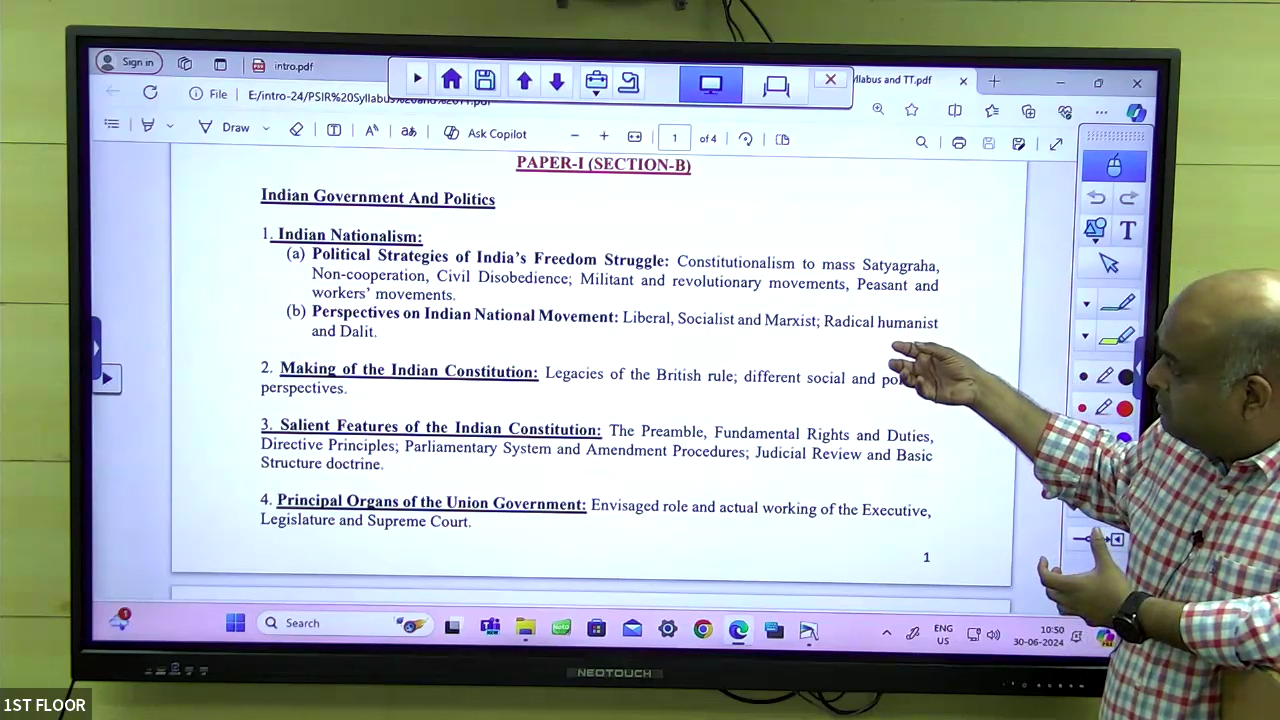 Sign in
intro.pdf
llabus and TT.pdf
File
E:/intro-24/PSIR%20Syllabus%20and%20TT.pdf
Draw
Ask Copilot
1
of 4
PAPER-I (SECTION-B)
Indian Government And Politics
1. Indian Nationalism:
(a) Political Strategies of India's Freedom Struggle: Constitutionalism to mass Satyagraha,
Non-cooperation, Civil Disobedience; Militant and revolutionary movements, Peasant and
workers' movements.
(b) Perspectives on Indian National Movement: Liberal, Socialist and Marxist; Radical humanist
and Dalit.
2. Making of the Indian Constitution: Legacies of the British rule; different social and
perspectives.
3. Salient Features of the Indian Constitution: The Preamble, Fundamental Rights and Duties,
Directive Principles; Parliamentary System and Amendment Procedures; Judicial Review and Basic
Structure doctrine.
4. Principal Organs of the Union Government: Envisaged role and actual working of the Executive,
Legislature and Supreme Court.
1
T
Search
ENG
US
10:50
30-06-2024
NEOTOUCH
1ST FLOOR